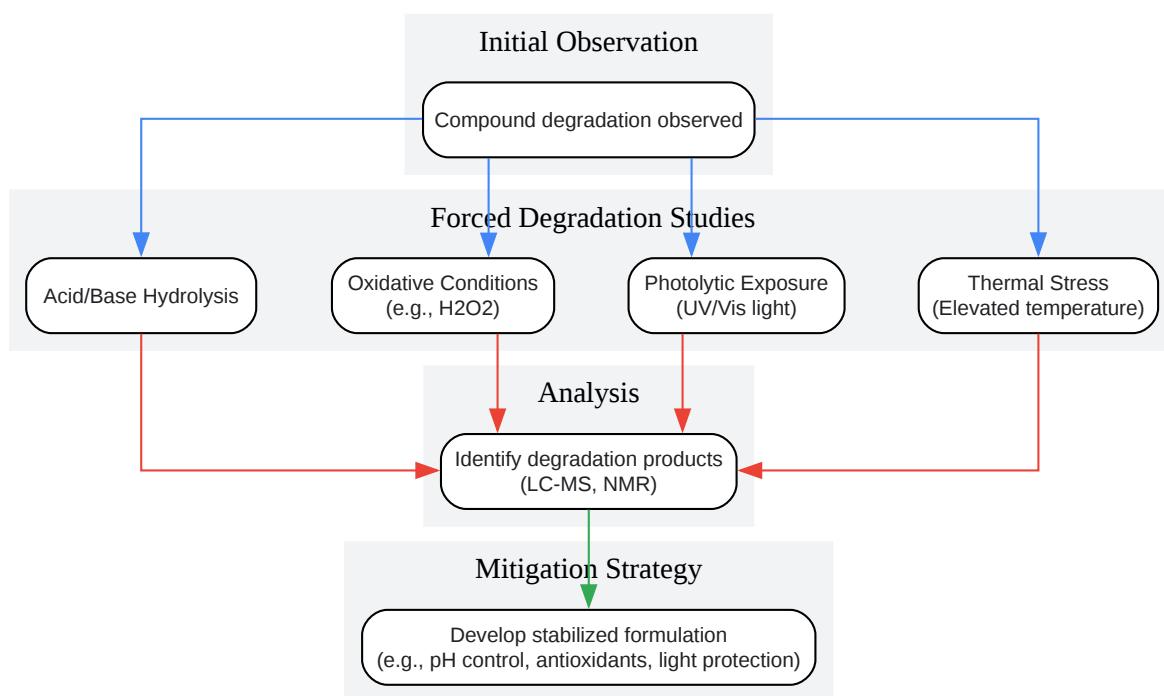 Initial Observation
Compound degradation observed
Forced Degradation Studies
Acid/Base Hydrolysis
Oxidative Conditions
(e.g., H2O2)
Photolytic Exposure
(UV/Vis light)
Thermal Stress
(Elevated temperature)
Analysis
Identify degradation products
(LC-MS, NMR)
Mitigation Strategy
Develop stabilized formulation
(e.g., pH control, antioxidants, light protection)